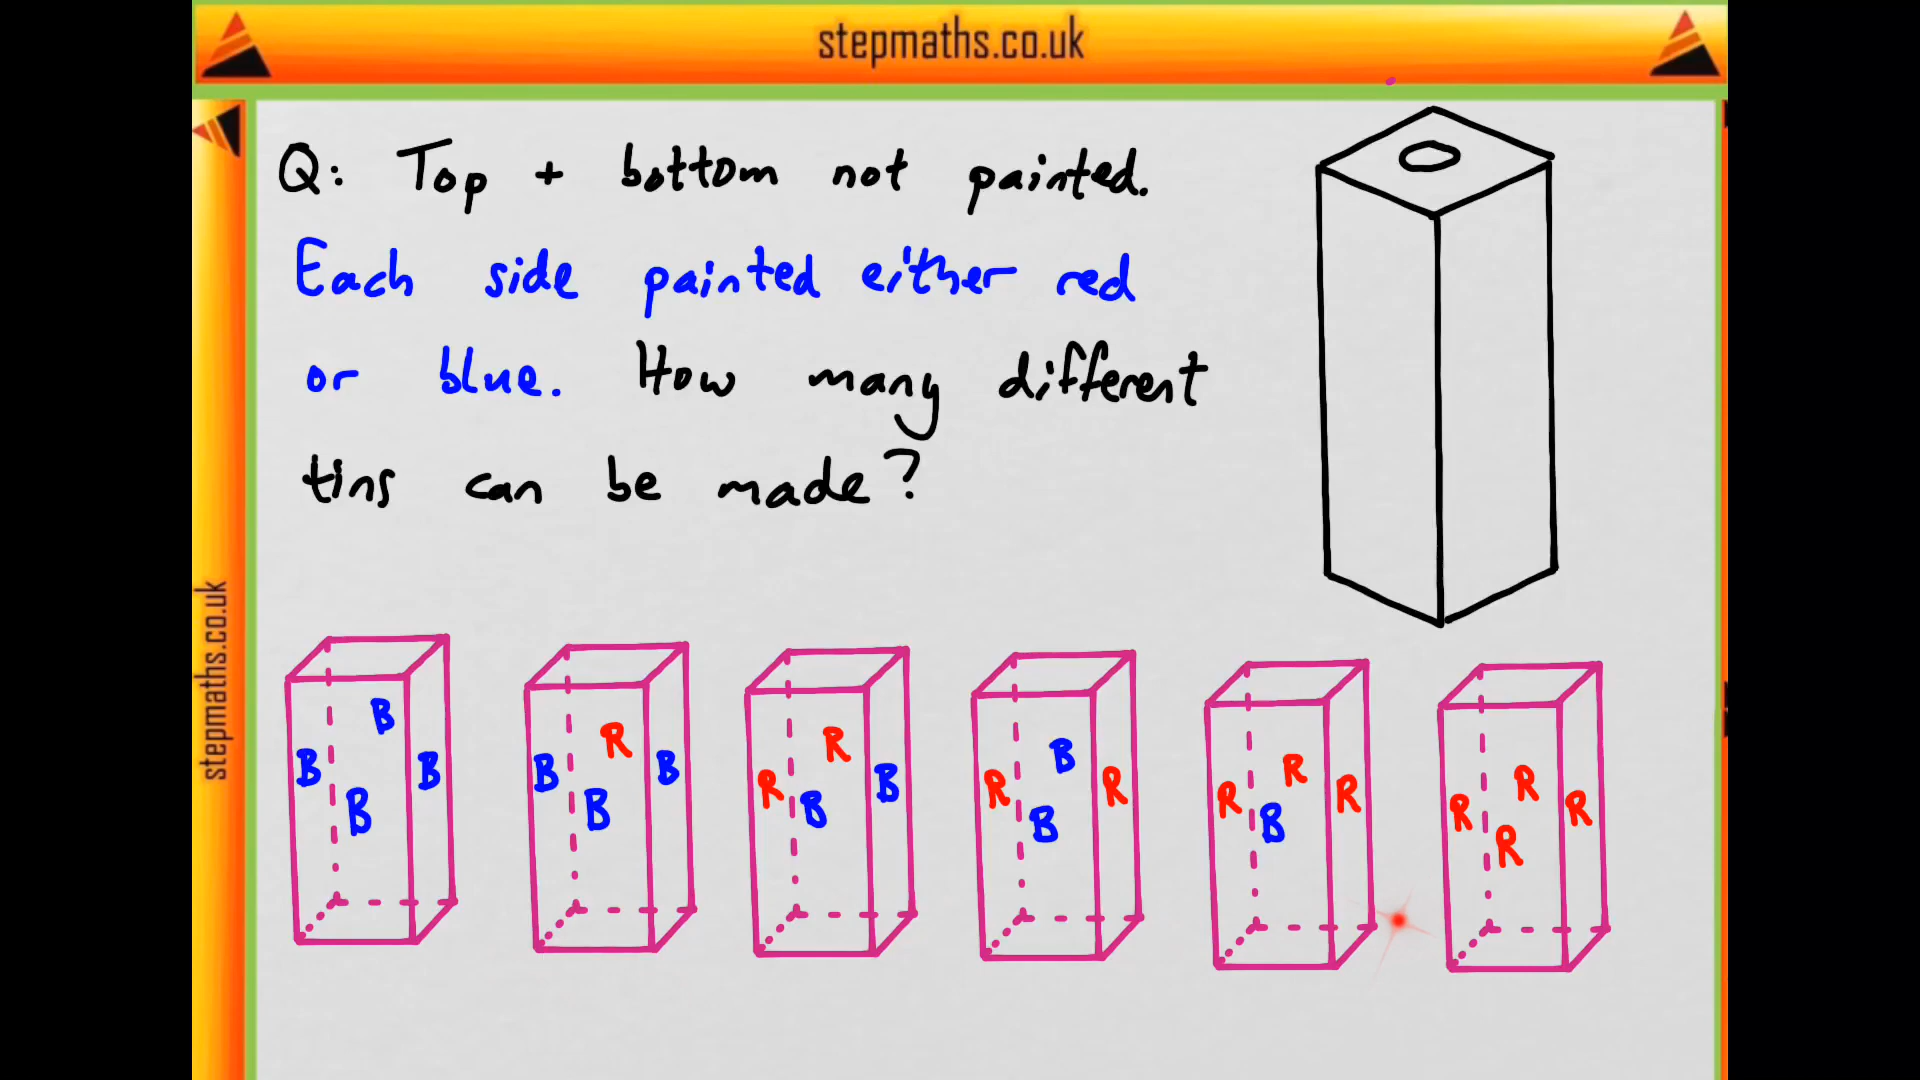 stepmaths.co.uk
Q: Top + bottom not painted.
Each side painted either red
or blue. How many different
tins can be made?
stepmaths.co.uk
B B B B
B R B B
R R B B
R B B R
R R B R
R R R R